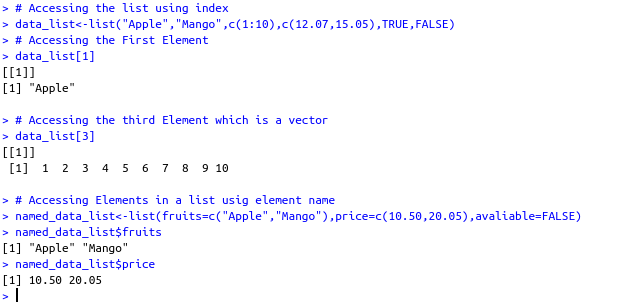 > # Accessing the list using index
> data_list<-list("Apple","Mango",c(1:10),c(12.07,15.05),TRUE,FALSE)
> # Accessing the First Element
> data_list[1]
[[1]]
[1] "Apple"

> # Accessing the third Element which is a vector
> data_list[3]
[[1]]
 [1]  1  2  3  4  5  6  7  8  9 10

> # Accessing Elements in a list usig element name
> named_data_list<-list(fruits=c("Apple","Mango"),price=c(10.50,20.05),avaliable=FALSE)
> named_data_list$fruits
[1] "Apple" "Mango"
> named_data_list$price
[1] 10.50 20.05
>